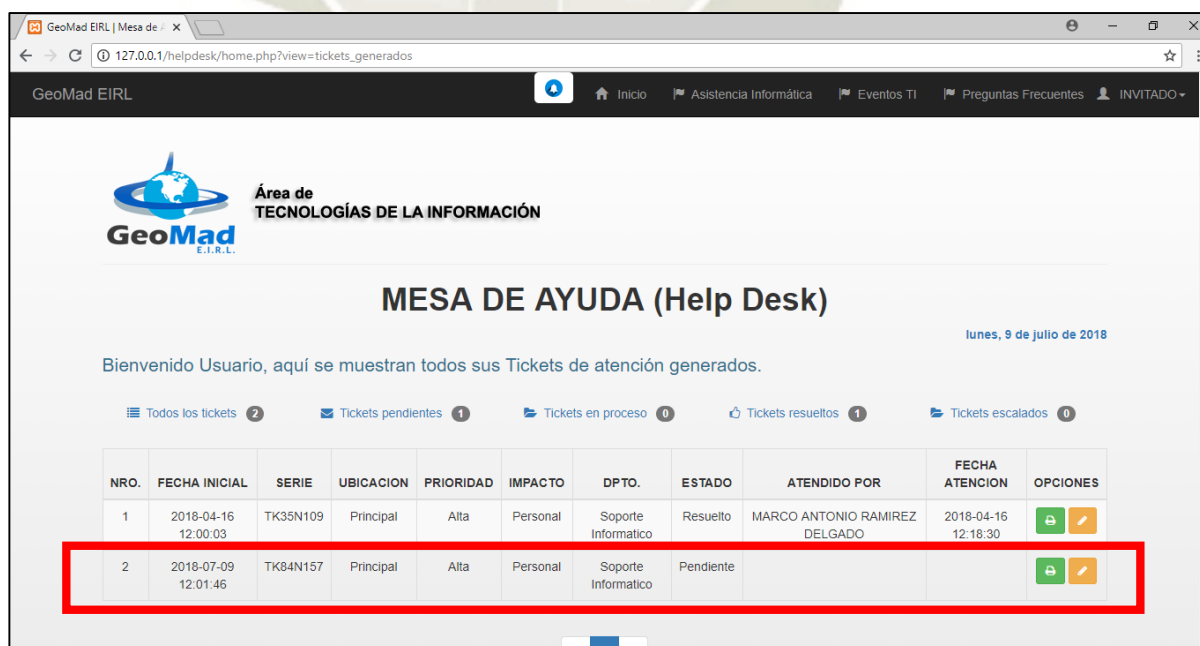 GeoMad EIRL | Mesa de A
127.0.0.1/helpdesk/home.php?view=tickets_generados
GeoMad EIRL Inicio Asistencia Informática Eventos TI Preguntas Frecuentes INVITADO
GeoMad
E.I.R.L.
Área de
TECNOLOGÍAS DE LA INFORMACIÓN
MESA DE AYUDA (Help Desk)
lunes, 9 de julio de 2018
Bienvenido Usuario, aquí se muestran todos sus Tickets de atención generados.
Todos los tickets 2 Tickets pendientes 1 Tickets en proceso 0 Tickets resueltos 1 Tickets escalados 0
NRO. FECHA INICIAL SERIE UBICACION PRIORIDAD IMPACTO DPTO. ESTADO ATENDIDO POR FECHA ATENCION OPCIONES
1 2018-04-16 12:00:03 TK35N109 Principal Alta Personal Soporte Informatico Resuelto MARCO ANTONIO RAMIREZ DELGADO 2018-04-16 12:18:30
2 2018-07-09 12:01:46 TK84N157 Principal Alta Personal Soporte Informatico Pendiente